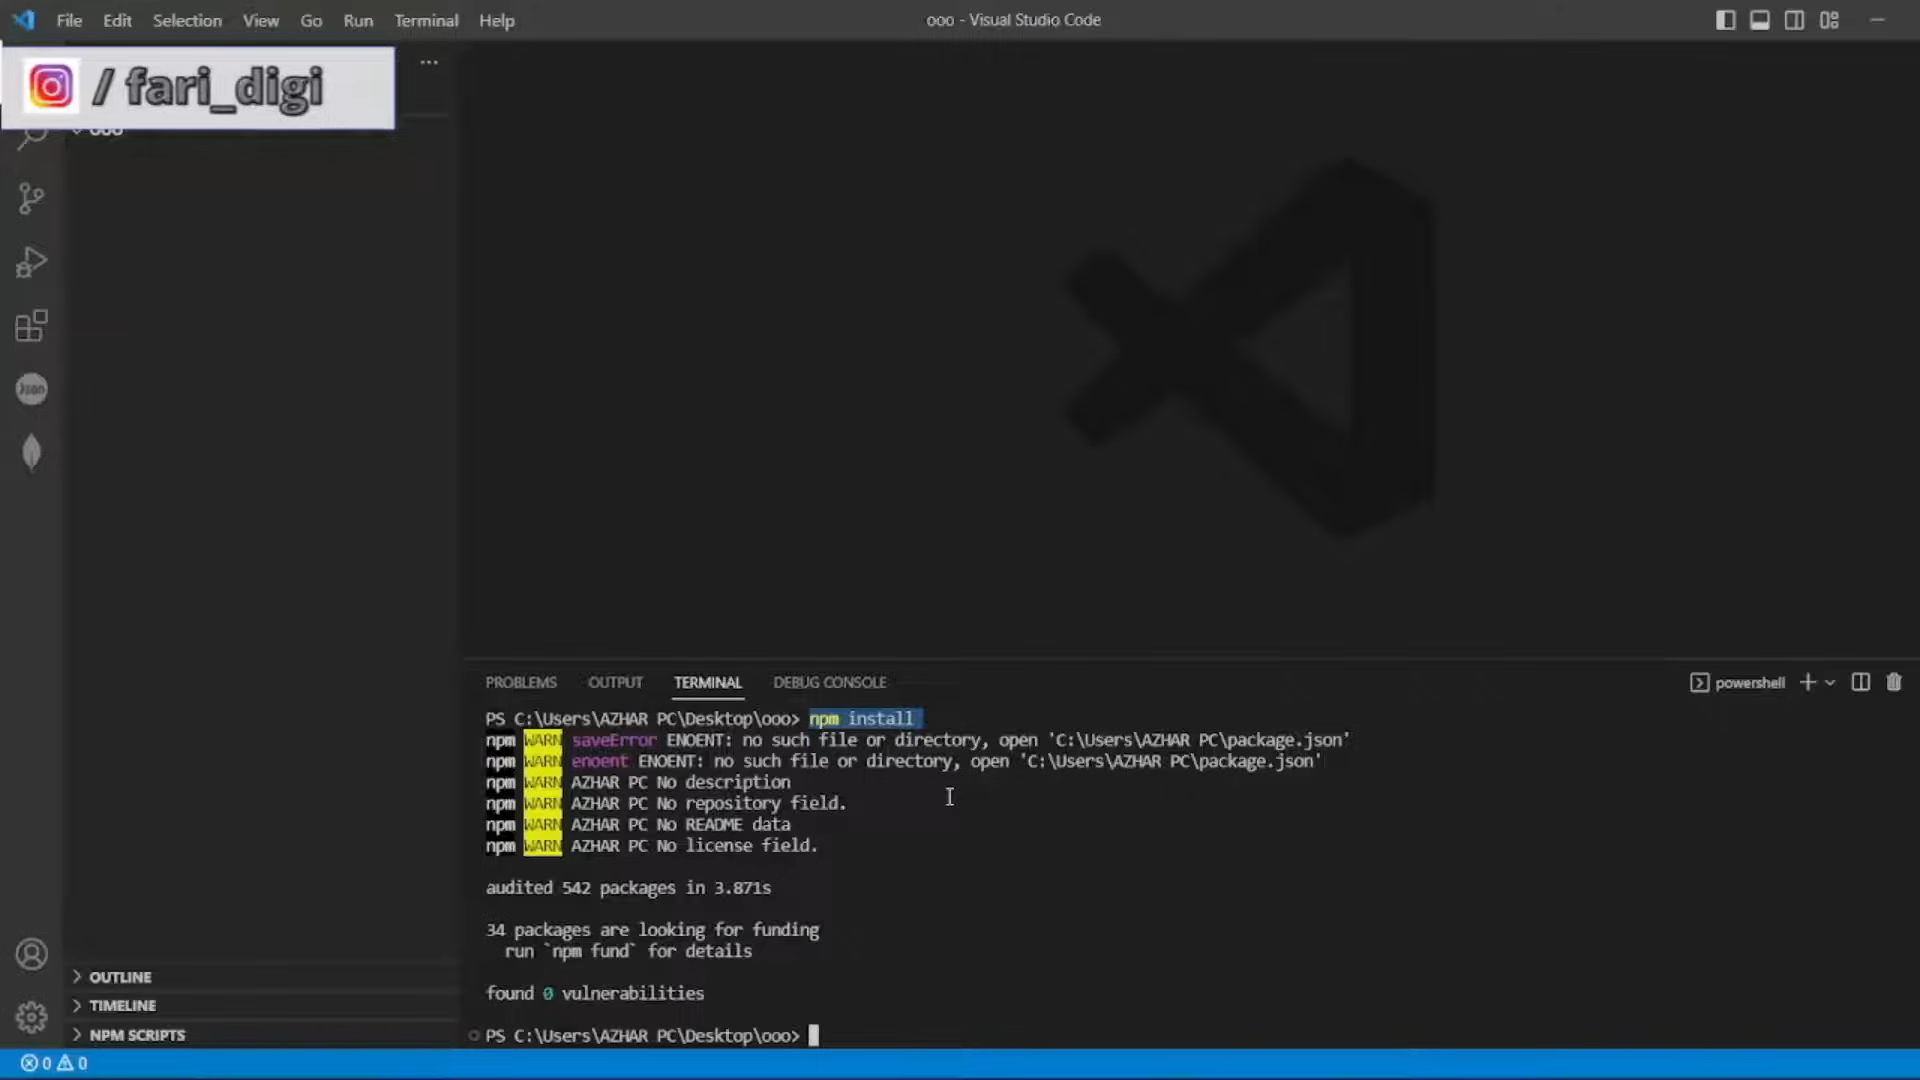 File Edit Selection View Go Run Terminal Help
ooo - Visual Studio Code
/ fari_digi
ooo
Json
PROBLEMS OUTPUT TERMINAL DEBUG CONSOLE
powershell
PS C:\Users\AZHAR PC\Desktop\ooo> npm install
npm WARN saveError ENOENT: no such file or directory, open 'C:\Users\AZHAR PC\package.json'
npm WARN enoent ENOENT: no such file or directory, open 'C:\Users\AZHAR PC\package.json'
npm WARN AZHAR PC No description
npm WARN AZHAR PC No repository field.
npm WARN AZHAR PC No README data
npm WARN AZHAR PC No license field.
audited 542 packages in 3.871s
34 packages are looking for funding
run `npm fund` for details
found 0 vulnerabilities
PS C:\Users\AZHAR PC\Desktop\ooo>
OUTLINE
TIMELINE
NPM SCRIPTS
0 0